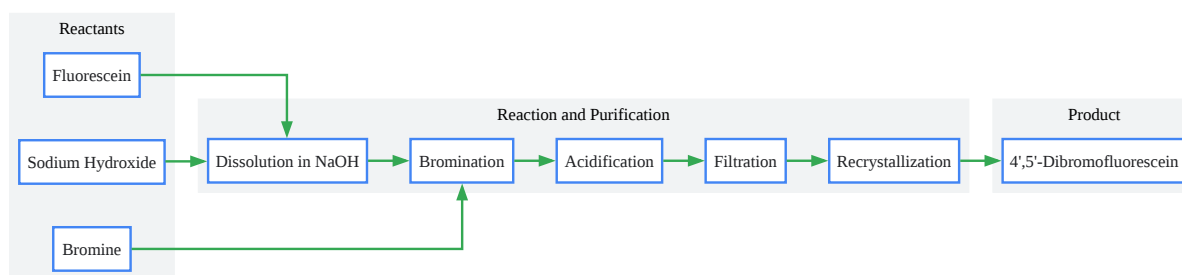 Reactants
Fluorescein
Reaction and Purification
Product
Sodium Hydroxide
Dissolution in NaOH
Bromination
Acidification
Filtration
Recrystallization
4',5'-Dibromofluorescein
Bromine